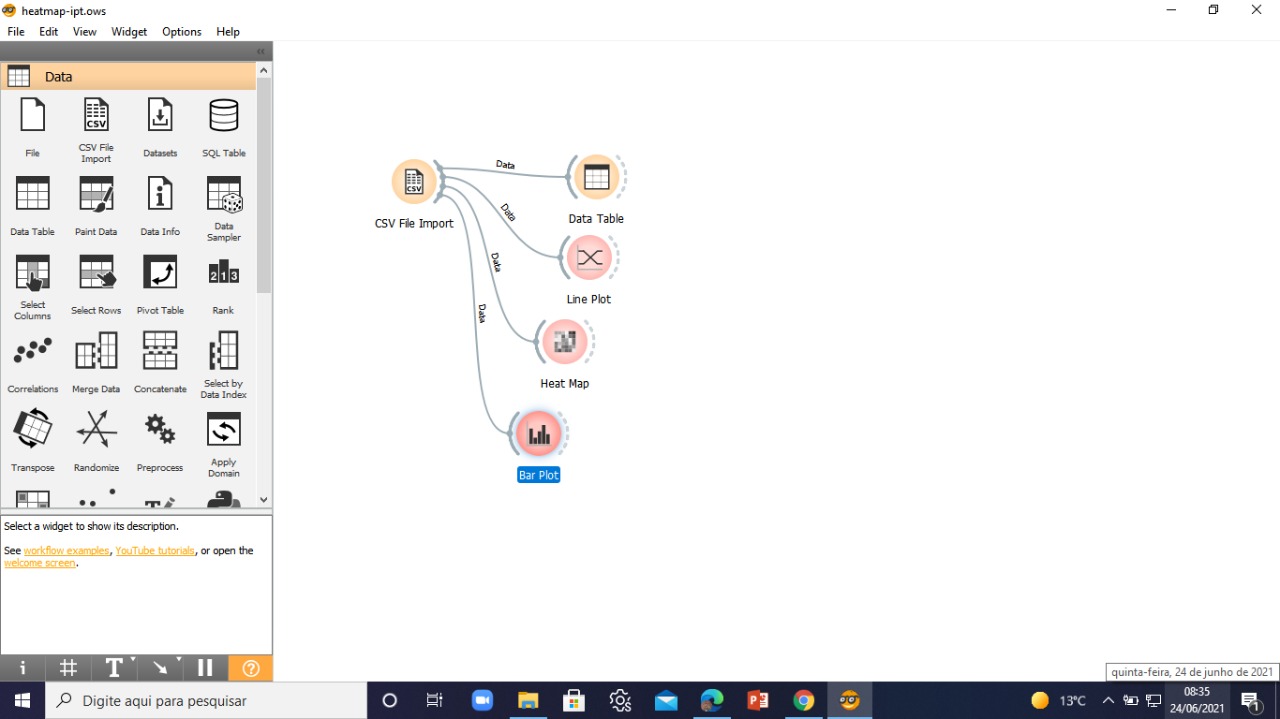 heatmap-ipt.ows
File Edit View Widget Options Help
Data
File
CSV File
Import
Datasets
SQL Table
Data Table
Paint Data
Data Info
Data
Sampler
Select
Columns
Select Rows
Pivot Table
Rank
Correlations
Merge Data
Concatenate
Select by
Data Index
Transpose
Randomize
Preprocess
Apply
Domain
Select a widget to show its description.
See workflow examples, YouTube tutorials, or open the
welcome screen.
CSV
CSV File Import
Data
Data Table
Data
Line Plot
Data
Heat Map
Data
Bar Plot
quinta-feira, 24 de junho de 2021
Digite aqui para pesquisar
13°C
08:35
24/06/2021
1